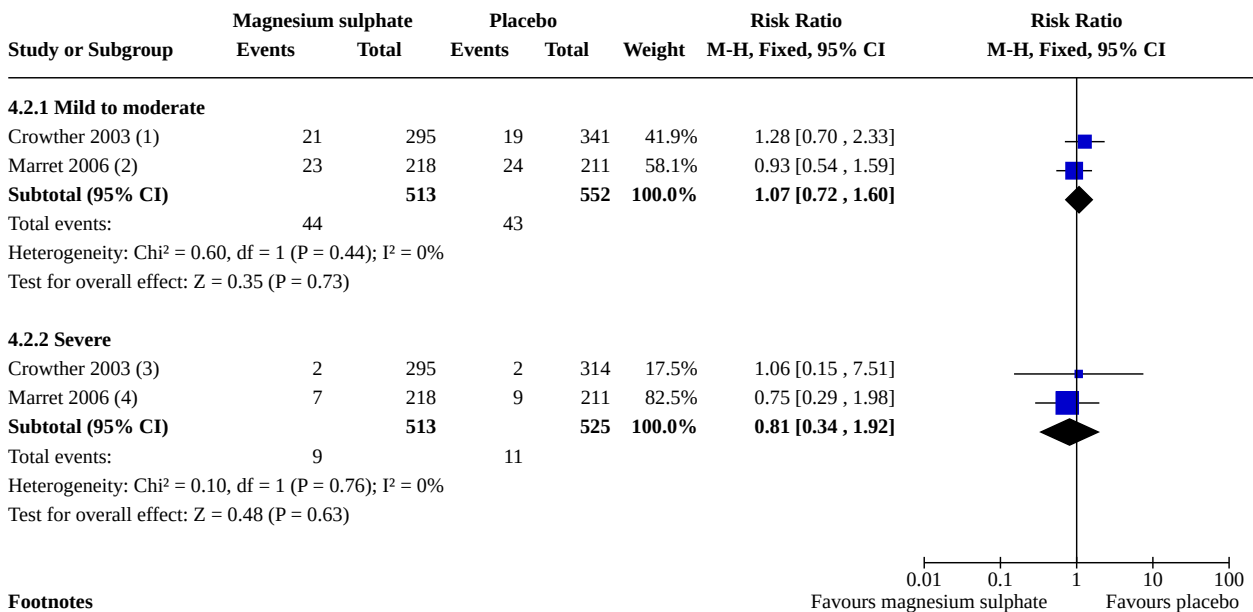 Magnesium sulphate Placebo Risk Ratio Risk Ratio
Study or Subgroup Events Total Events Total Weight M-H, Fixed, 95% CI M-H, Fixed, 95% CI
4.2.1 Mild to moderate
Crowther 2003 (1) 21 295 19 341 41.9% 1.28 [0.70 , 2.33]
Marret 2006 (2) 23 218 24 211 58.1% 0.93 [0.54 , 1.59]
Subtotal (95% CI) 513 552 100.0% 1.07 [0.72 , 1.60]
Total events: 44 43
Heterogeneity: Chi² = 0.60, df = 1 (P = 0.44); I² = 0%
Test for overall effect: Z = 0.35 (P = 0.73)
4.2.2 Severe
Crowther 2003 (3) 2 295 2 314 17.5% 1.06 [0.15 , 7.51]
Marret 2006 (4) 7 218 9 211 82.5% 0.75 [0.29 , 1.98]
Subtotal (95% CI) 513 525 100.0% 0.81 [0.34 , 1.92]
Total events: 9 11
Heterogeneity: Chi² = 0.10, df = 1 (P = 0.76); I² = 0%
Test for overall effect: Z = 0.48 (P = 0.63)
0.01 0.1 1 10 100
Footnotes Favours magnesium sulphate Favours placebo